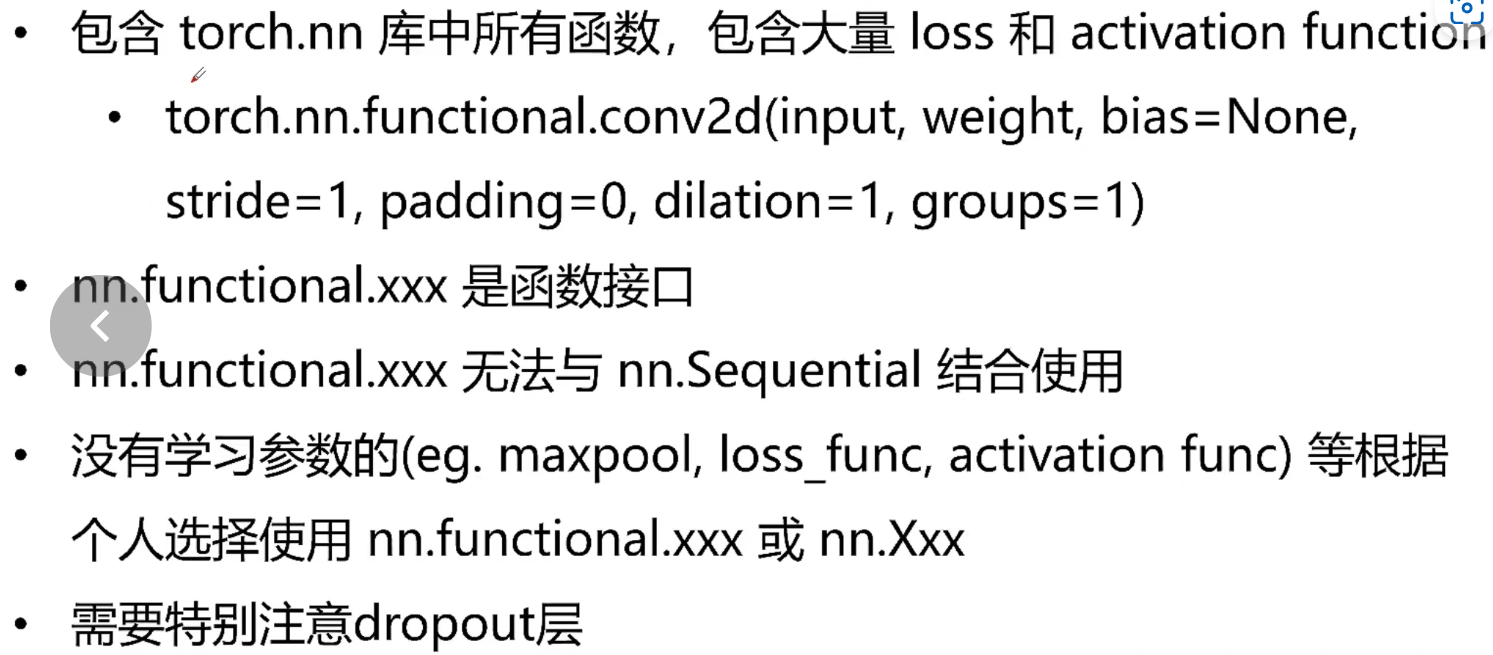 • 包含 torch.nn 库中所有函数，包含大量 loss 和 activation function
• torch.nn.functional.conv2d(input, weight, bias=None,
stride=1, padding=0, dilation=1, groups=1)
• nn.functional.xxx 是函数接口
• nn.functional.xxx 无法与 nn.Sequential 结合使用
• 没有学习参数的(eg. maxpool, loss_func, activation func) 等根据
个人选择使用 nn.functional.xxx 或 nn.Xxx
• 需要特别注意dropout层